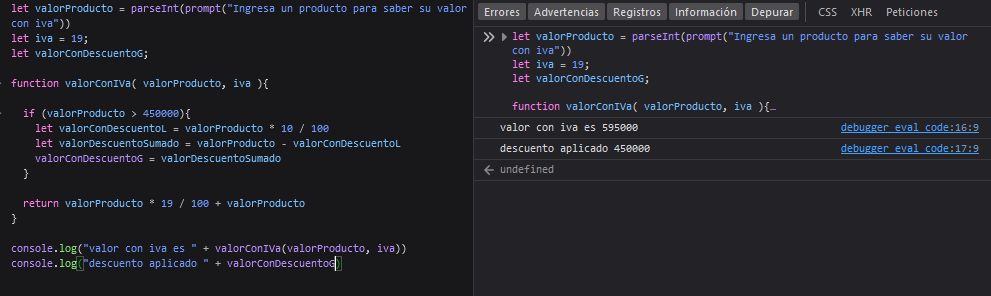 let valorProducto = parseInt(prompt("Ingresa un producto para saber su valor
con iva"))
let iva = 19;
let valorConDescuentoG;
function valorConIVa( valorProducto, iva ){
if (valorProducto > 450000){
let valorConDescuentoL = valorProducto * 10 / 100
let valorDescuentoSumado = valorProducto - valorConDescuentoL
valorConDescuentoG = valorDescuentoSumado
}
return valorProducto * 19 / 100 + valorProducto
}
console.log("valor con iva es " + valorConIVa(valorProducto, iva))
console.log("descuento aplicado " + valorConDescuentoG)
Errores Advertencias Registros Información Depurar CSS XHR Peticiones
let valorProducto = parseInt(prompt("Ingresa un producto para saber su valor
con iva"))
let iva = 19;
let valorConDescuentoG;
function valorConIVa( valorProducto, iva ){…
valor con iva es 595000 debugger eval code:16:9
descuento aplicado 450000 debugger eval code:17:9
undefined